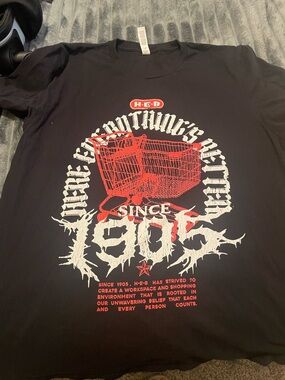 H-E-B
HERE EVERYTHING'S BETTER
SINCE
1905
SINCE 1905, H-E-B HAS STRIVED TO
CREATE A WORKSPACE AND SHOPPING
ENVIRONMENT THAT IS ROOTED IN
OUR UNWAVERING BELIEF THAT EACH
AND EVERY PERSON COUNTS.